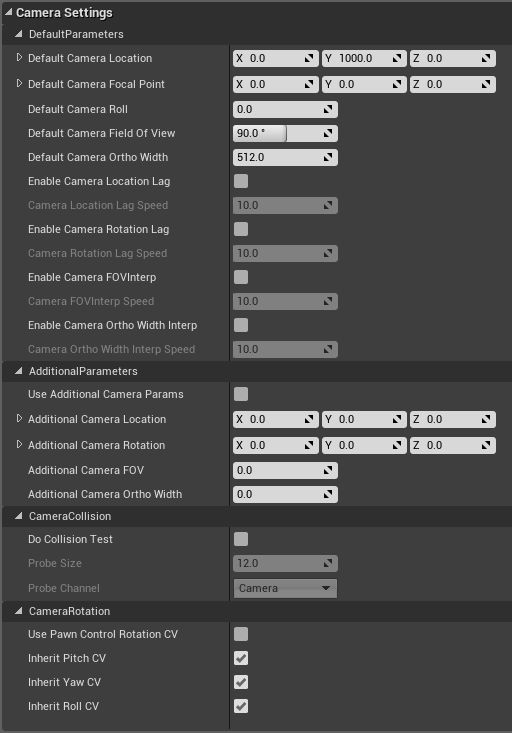 Camera Settings
DefaultParameters
Default Camera Location X 0.0 Y 1000.0 Z 0.0
Default Camera Focal Point X 0.0 Y 0.0 Z 0.0
Default Camera Roll 0.0
Default Camera Field Of View 90.0 °
Default Camera Ortho Width 512.0
Enable Camera Location Lag
Camera Location Lag Speed 10.0
Enable Camera Rotation Lag
Camera Rotation Lag Speed 10.0
Enable Camera FOVInterp
Camera FOVInterp Speed 10.0
Enable Camera Ortho Width Interp
Camera Ortho Width Interp Speed 10.0
AdditionalParameters
Use Additional Camera Params
Additional Camera Location X 0.0 Y 0.0 Z 0.0
Additional Camera Rotation X 0.0 Y 0.0 Z 0.0
Additional Camera FOV 0.0
Additional Camera Ortho Width 0.0
CameraCollision
Do Collision Test
Probe Size 12.0
Probe Channel Camera
CameraRotation
Use Pawn Control Rotation CV
Inherit Pitch CV
Inherit Yaw CV
Inherit Roll CV